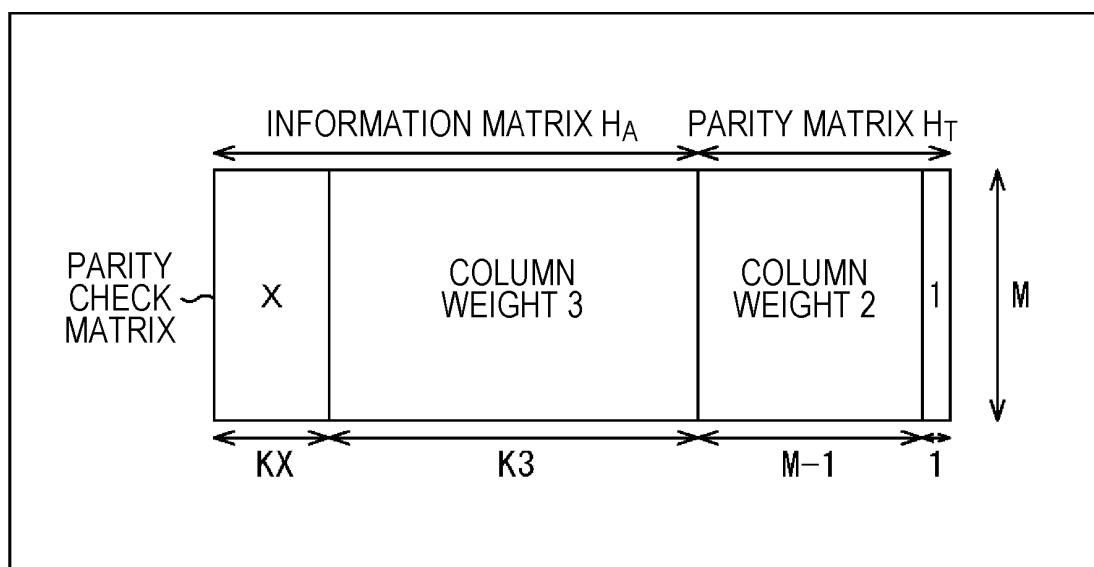 INFORMATION MATRIX HA PARITY MATRIX HT
PARITY
CHECK
MATRIX
X
COLUMN
WEIGHT 3
COLUMN
WEIGHT 2
1
M
KX
K3
M-1
1